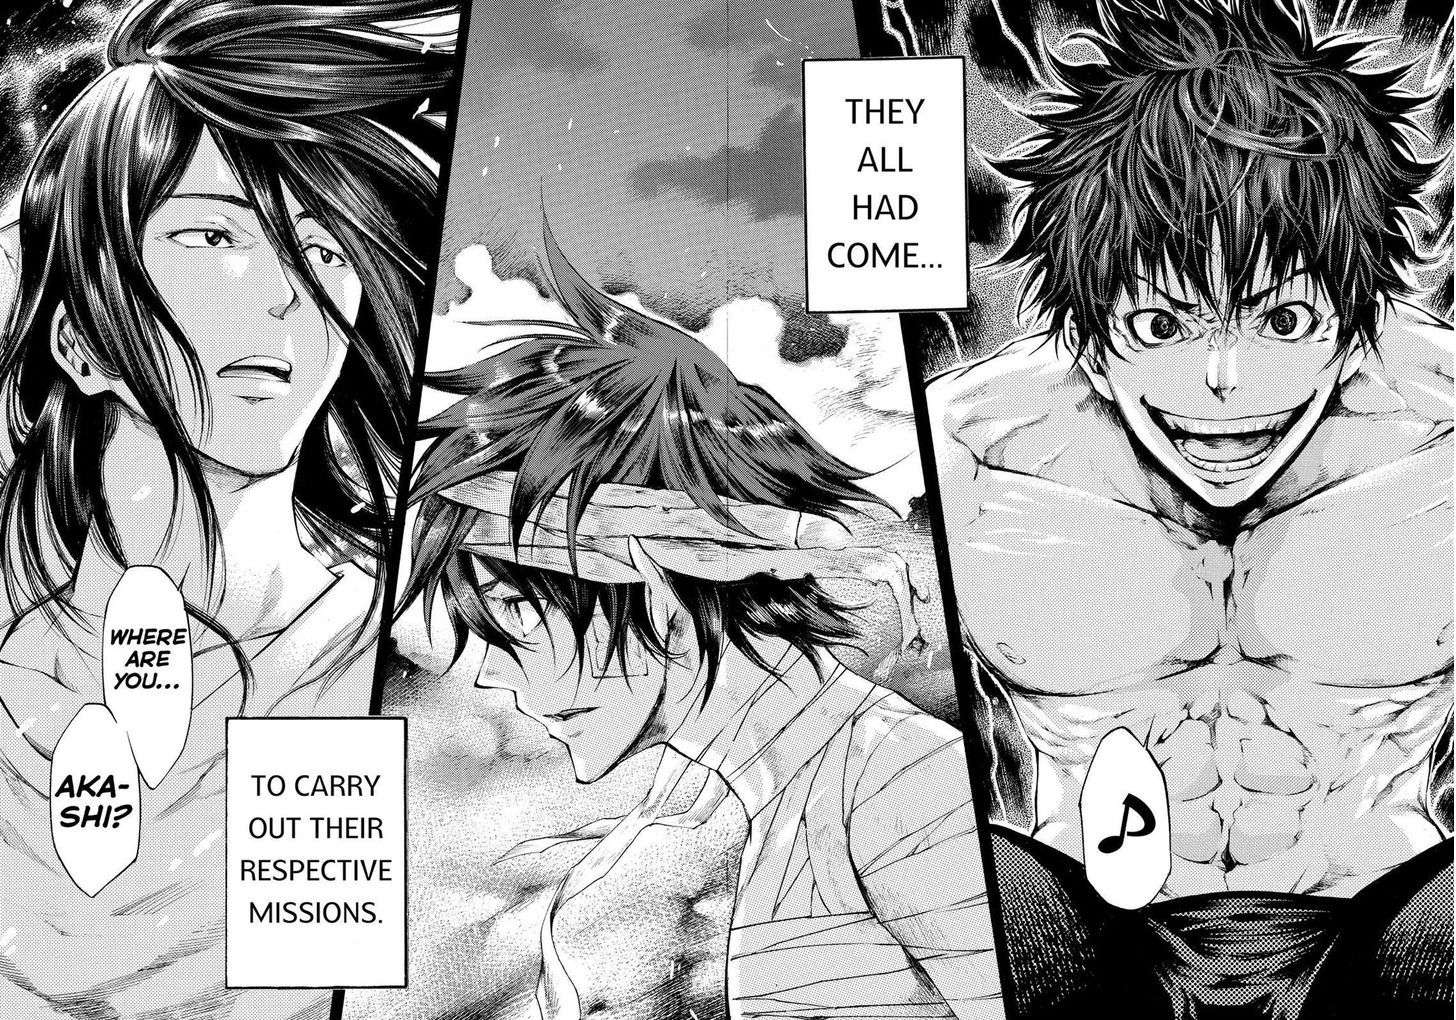 THEY
ALL
HAD
COME...
♪
TO CARRY
OUT THEIR
RESPECTIVE
MISSIONS.
WHERE
ARE
YOU...
AKA-
SHI?